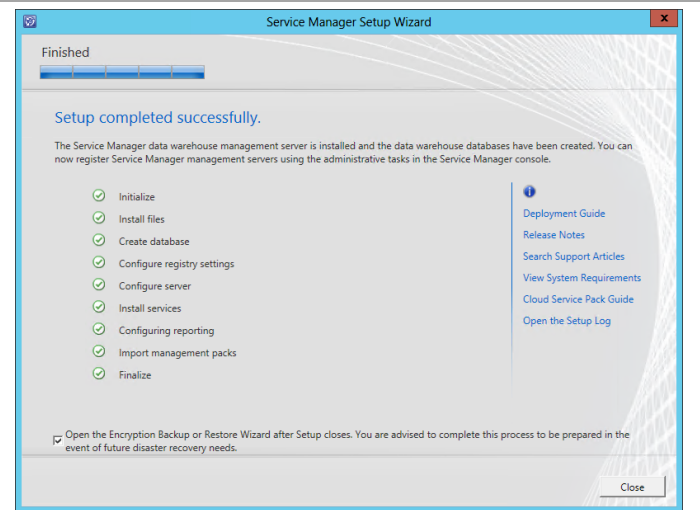 Service Manager Setup Wizard
x
Finished
Setup completed successfully.
The Service Manager data warehouse management server is installed and the data warehouse databases have been created. You can
now register Service Manager management servers using the administrative tasks in the Service Manager console.
Initialize
Install files
Create database
Configure registry settings
Configure server
Install services
Configuring reporting
Import management packs
Finalize
i
Deployment Guide
Release Notes
Search Support Articles
View System Requirements
Cloud Service Pack Guide
Open the Setup Log
Open the Encryption Backup or Restore Wizard after Setup closes. You are advised to complete this process to be prepared in the
event of future disaster recovery needs.
Close